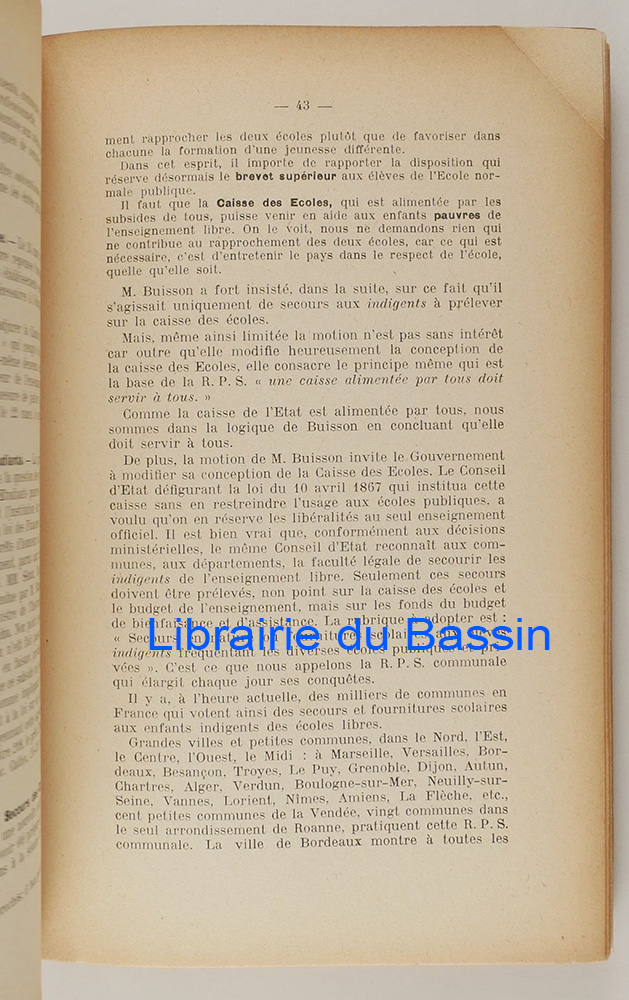 — 43 —
ment rapprocher les deux écoles plutôt que de favoriser dans
chacune la formation d'une jeunesse différente.
Dans cet esprit, il importe de rapporter la disposition qui
réserve désormais le brevet supérieur aux élèves de l'Ecole nor-
male publique.
Il faut que la Caisse des Ecoles, qui est alimentée par les
subsides de tous, puisse venir en aide aux enfants pauvres de
l'enseignement libre. On le voit, nous ne demandons rien qui
ne contribue au rapprochement des deux écoles, car ce qui est
nécessaire, c'est d'entretenir le pays dans le respect de l'école,
quelle qu'elle soit.
M. Buisson a fort insisté, dans la suite, sur ce fait qu'il
s'agissait uniquement de secours aux indigents à prélever
sur la caisse des écoles.
Mais, même ainsi limitée la motion n'est pas sans intérêt
car outre qu'elle modifie heureusement la conception de
la caisse des Ecoles, elle consacre le principe même qui est
la base de la R. P. S. « une caisse alimentée par tous doit
servir à tous. »
Comme la caisse de l'Etat est alimentée par tous, nous
sommes dans la logique de Buisson en concluant qu'elle
doit servir à tous.
De plus, la motion de M. Buisson invite le Gouvernement
à modifier sa conception de la Caisse des Ecoles. Le Conseil
d'Etat défigurant la loi du 10 avril 1867 qui institua cette
caisse sans en restreindre l'usage aux écoles publiques, a
voulu qu'on en réserve les libéralités au seul enseignement
officiel. Il est bien vrai que, conformément aux décisions
ministérielles, le même Conseil d'Etat reconnaît aux com-
munes, aux départements, la faculté légale de secourir les
indigents de l'enseignement libre. Seulement ces secours
doivent être prélevés, non point sur la caisse des écoles et
le budget de l'enseignement, mais sur les fonds du budget
de bienfaisance et d'assistance. La rubrique à adopter est :
« Secours
indigents fréquentant les diverses écoles publiques et pri-
vées ». C'est ce que nous appelons la R. P. S. communale
qui élargit chaque jour ses conquêtes.
Il y a, à l'heure actuelle, des milliers de communes en
France qui votent ainsi des secours et fournitures scolaires
aux enfants indigents des écoles libres.
Grandes villes et petites communes, dans le Nord, l'Est,
le Centre, l'Ouest, le Midi : à Marseille, Versailles, Bor-
deaux, Besançon, Troyes, Le Puy, Grenoble, Dijon, Autun,
Chartres, Alger, Verdun, Boulogne-sur-Mer, Neuilly-sur-
Seine, Vannes, Lorient, Nîmes, Amiens, La Flèche, etc.,
cent petites communes de la Vendée, vingt communes dans
le seul arrondissement de Roanne, pratiquent cette R. P. S.
communale. La ville de Bordeaux montre à toutes les
Librairie du Bassin